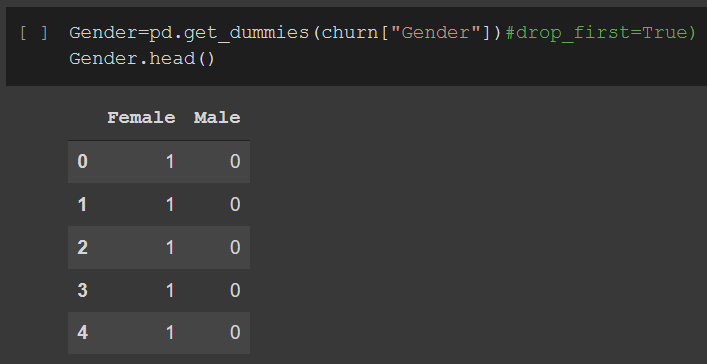 [ ] Gender=pd.get_dummies(churn["Gender"])#drop_first=True)
Gender.head()
Female Male
0 1 0
1 1 0
2 1 0
3 1 0
4 1 0